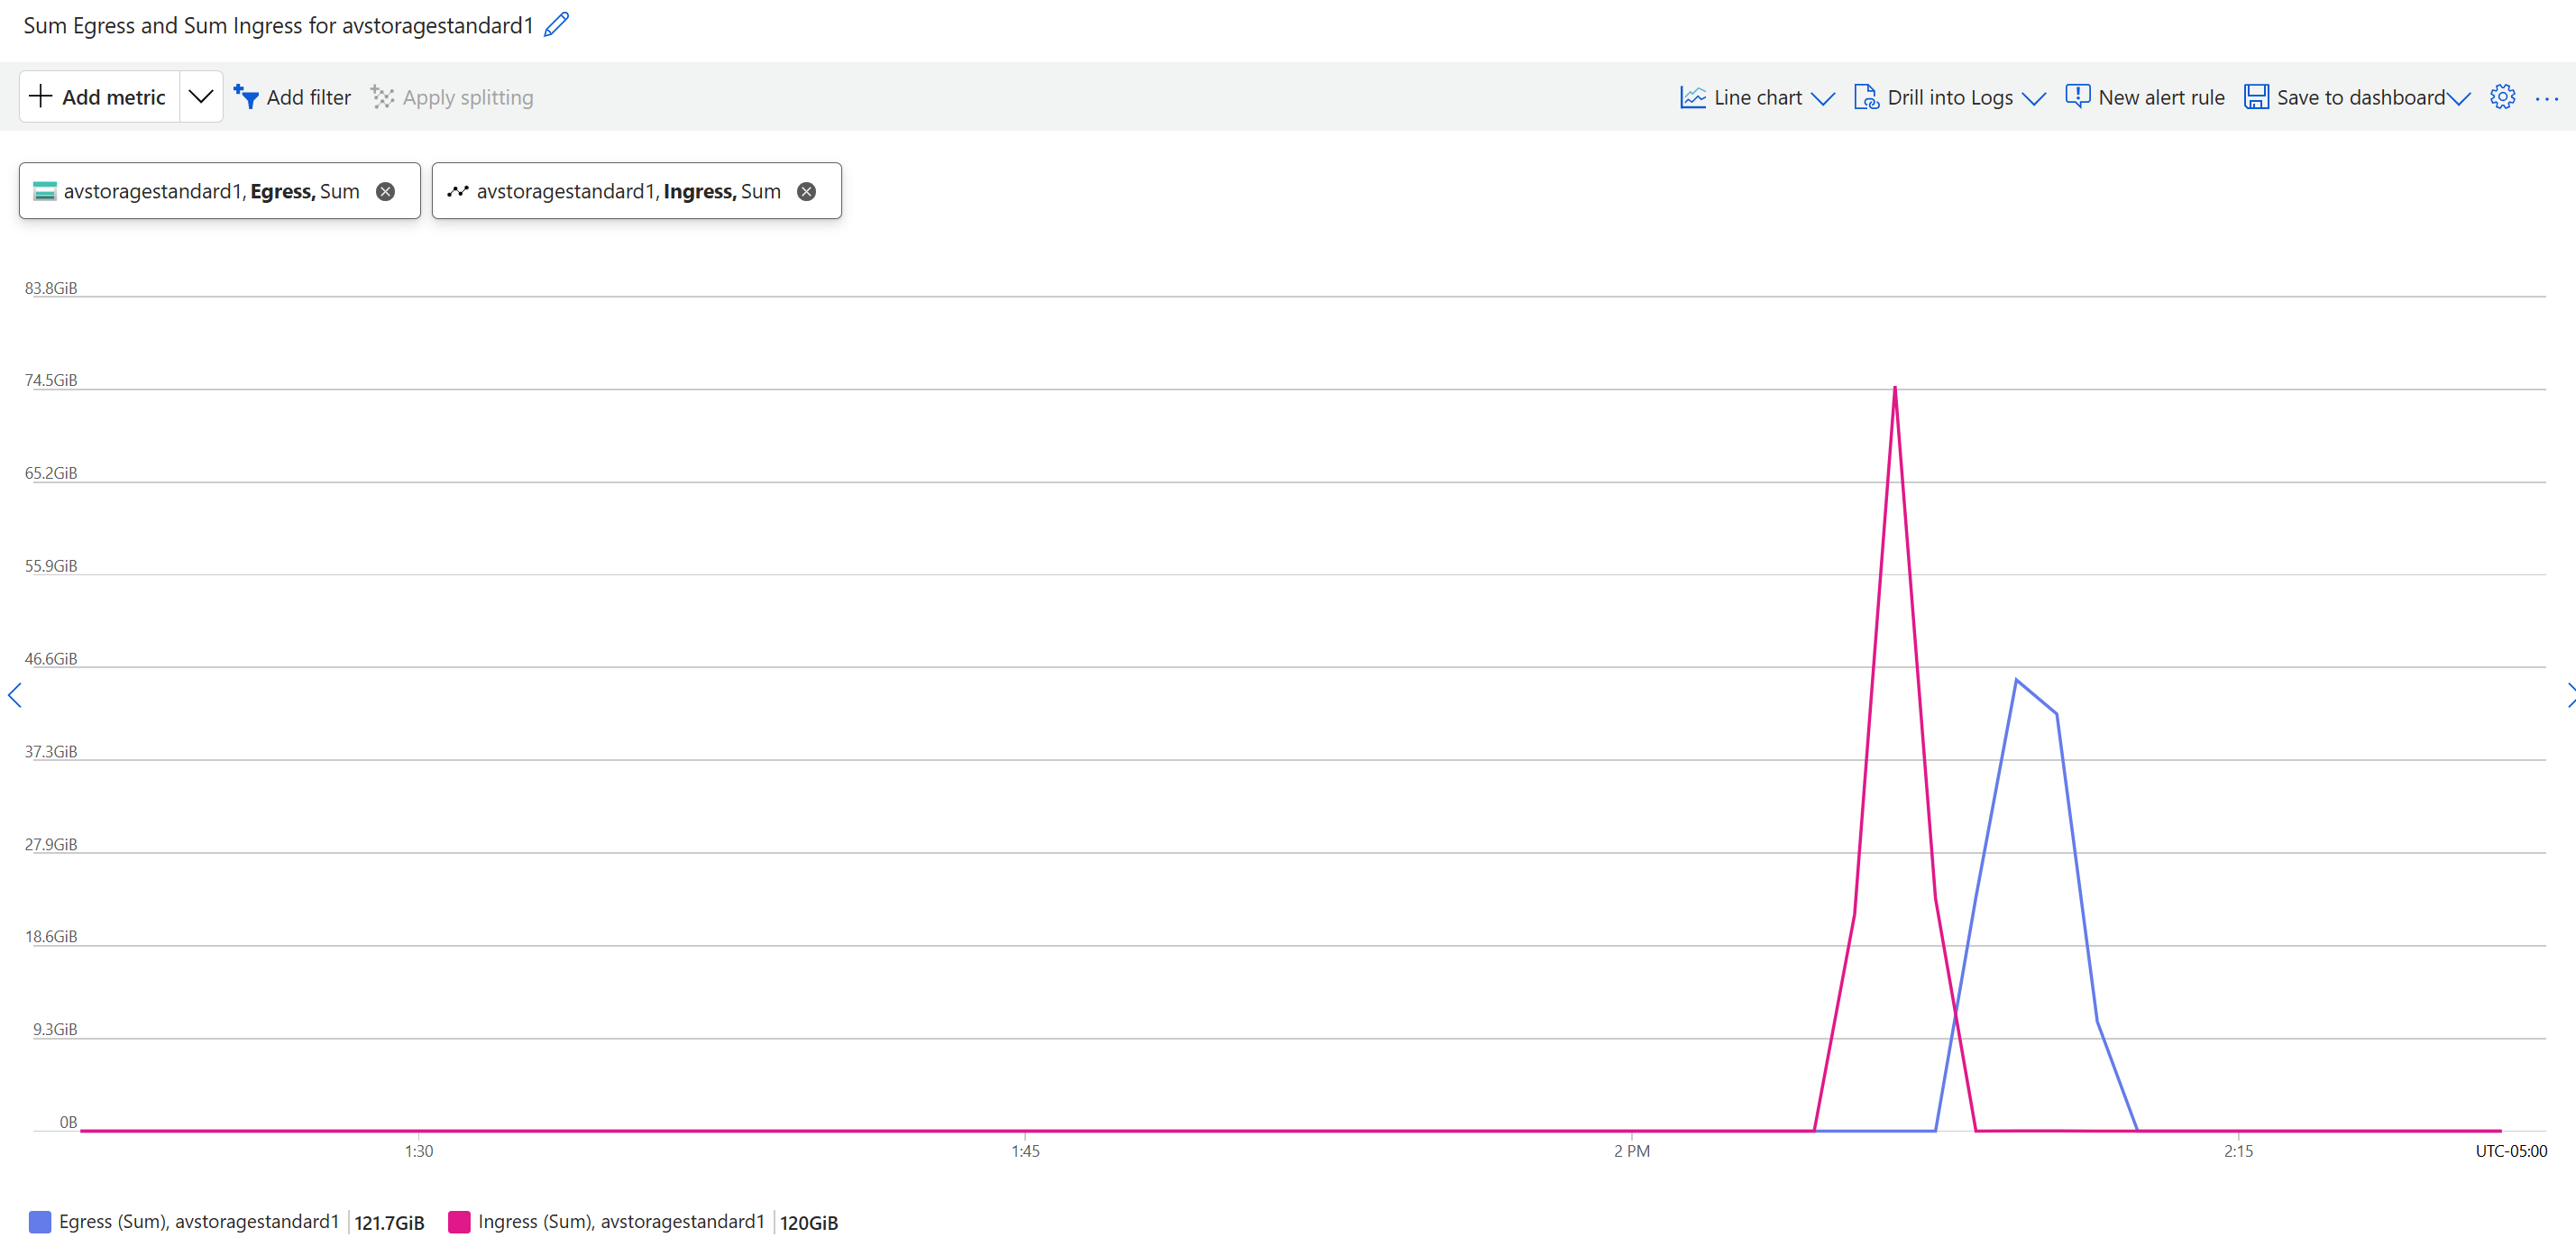 Sum Egress and Sum Ingress for avstoragestandard1
Add metric Add filter Apply splitting Line chart Drill into Logs New alert rule Save to dashboard ...
avstoragestandard1, Egress, Sum avstoragestandard1, Ingress, Sum
83.8GiB
74.5GiB
65.2GiB
55.9GiB
46.6GiB
37.3GiB
27.9GiB
18.6GiB
9.3GiB
0B
1:30 1:45 2 PM 2:15 UTC-05:00
Egress (Sum), avstoragestandard1 121.7GiB Ingress (Sum), avstoragestandard1 120GiB